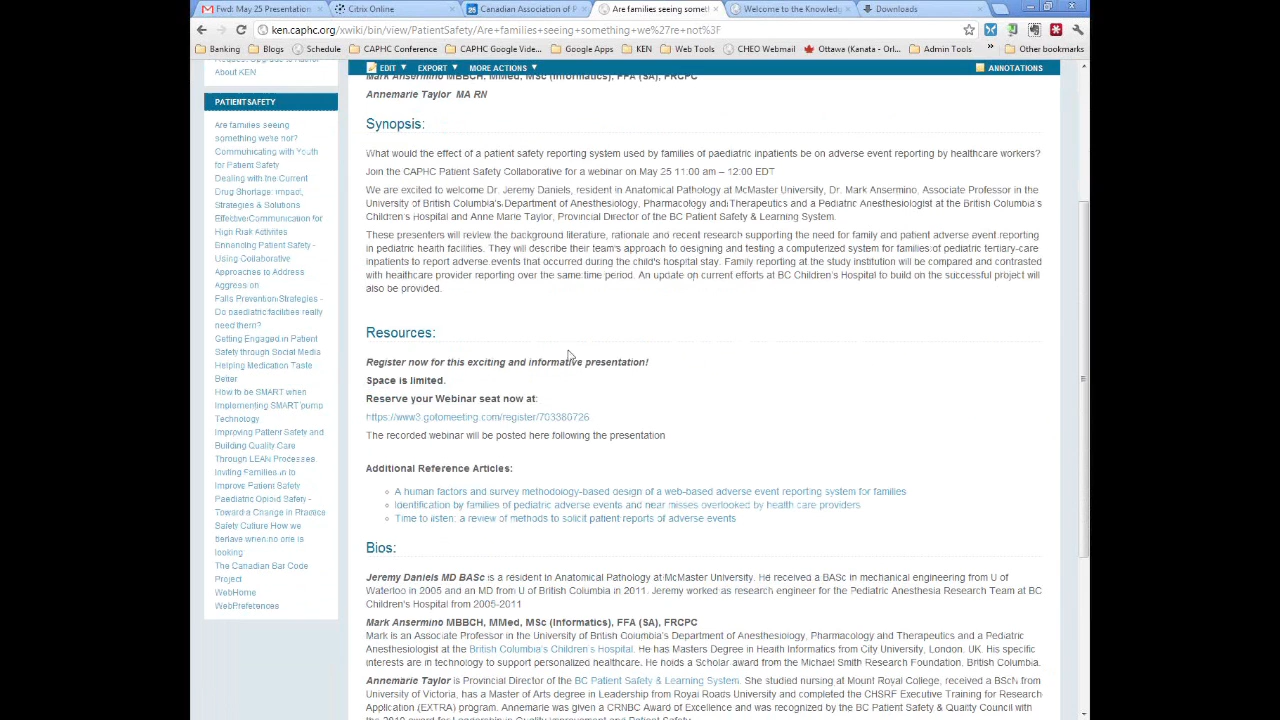 Fwd: May 25 Presentation
Citrix Online
Canadian Association of P
Are families seeing somet
Welcome to the Knowledg
Downloads
ken.caphc.org/xwiki/bin/view/PatientSafety/Are+families+seeing+something+we%27re+not%3F
Banking
Blogs
Schedule
CAPHC Conference
CAPHC Google Vide...
Google Apps
KEN
Web Tools
CHEO Webmail
Ottawa (Kanata - Orl...
Admin Tools
»
Other bookmarks
About KEN
PATIENTSAFETY
Are families seeing
something we're not?
Communicating with Youth
for Patient Safety
Dealing with the Current
Drug Shortage: Impact,
Strategies & Solutions
Effective Communication for
High Risk Activites
Enhancing Patient Safety -
Using Collaborative
Approaches to Address
Aggress on
Falls Prevention Strategies -
Do paediatric facilities really
need them?
Getting Engaged in Patient
Safety through Social Media
Helping Medication Taste
Better
How to be SMART when
Implementing SMART pump
Technology
Improving Patient Safety and
Building Quality Care
Through LEAN Processes
Inviting Families in to
Improve Patient Safety
Paediatric Opioid Safety -
Toward a Change in Practice
Safety Culture How we
behave when no one is
looking
The Canadian Bar Code
Project
WebHome
WebPreferences
EDIT
EXPORT
MORE ACTIONS
ANNOTATIONS
Mark Ansermino MBBCH, MMed, MSc (Informatics), FFA (SA), FRCPC
Annemarie Taylor MA RN
Synopsis:
What would the effect of a patient safety reporting system used by families of paediatric inpatients be on adverse event reporting by healthcare workers?
Join the CAPHC Patient Safety Collaborative for a webinar on May 25 11:00 am – 12:00 EDT
We are excited to welcome Dr. Jeremy Daniels, resident in Anatomical Pathology at McMaster University, Dr. Mark Ansermino, Associate Professor in the
University of British Columbia's Department of Anesthesiology, Pharmacology and Therapeutics and a Pediatric Anesthesiologist at the British Columbia's
Children's Hospital and Anne Marie Taylor, Provincial Director of the BC Patient Safety & Learning System.
These presenters will review the background literature, rationale and recent research supporting the need for family and patient adverse event reporting
in pediatric health facilities. They will describe their team's approach to designing and testing a computerized system for families of pediatric tertiary-care
inpatients to report adverse events that occurred during the child's hospital stay. Family reporting at the study institution will be compared and contrasted
with healthcare provider reporting over the same time period. An update on current efforts at BC Children's Hospital to build on the successful project will
also be provided.
Resources:
Register now for this exciting and informative presentation!
Space is limited.
Reserve your Webinar seat now at:
https://www3.gotomeeting.com/register/703380726
The recorded webinar will be posted here following the presentation
Additional Reference Articles:
A human factors and survey methodology-based design of a web-based adverse event reporting system for families
Identification by families of pediatric adverse events and near misses overlooked by health care providers
Time to listen: a review of methods to solicit patient reports of adverse events
Bios:
Jeremy Daniels MD BASc is a resident in Anatomical Pathology at McMaster University. He received a BASc in mechanical engineering from U of
Waterloo in 2005 and an MD from U of British Columbia in 2011. Jeremy worked as research engineer for the Pediatric Anesthesia Research Team at BC
Children's Hospital from 2005-2011
Mark Ansermino MBBCH, MMed, MSc (Informatics), FFA (SA), FRCPC
Mark is an Associate Professor in the University of British Columbia's Department of Anesthesiology, Pharmacology and Therapeutics and a Pediatric
Anesthesiologist at the British Columbia's Children's Hospital. He has Masters Degree in Health Informatics from City University, London, UK. His specific
interests are in technology to support personalized healthcare. He holds a Scholar award from the Michael Smith Research Foundation, British Columbia.
Annemarie Taylor is Provincial Director of the BC Patient Safety & Learning System. She studied nursing at Mount Royal College, received a BScN from
University of Victoria, has a Master of Arts degree in Leadership from Royal Roads University and completed the CHSRF Executive Training for Research
Application (EXTRA) program. Annemarie was given a CRNBC Award of Excellence and was recognized by the BC Patient Safety & Quality Council with